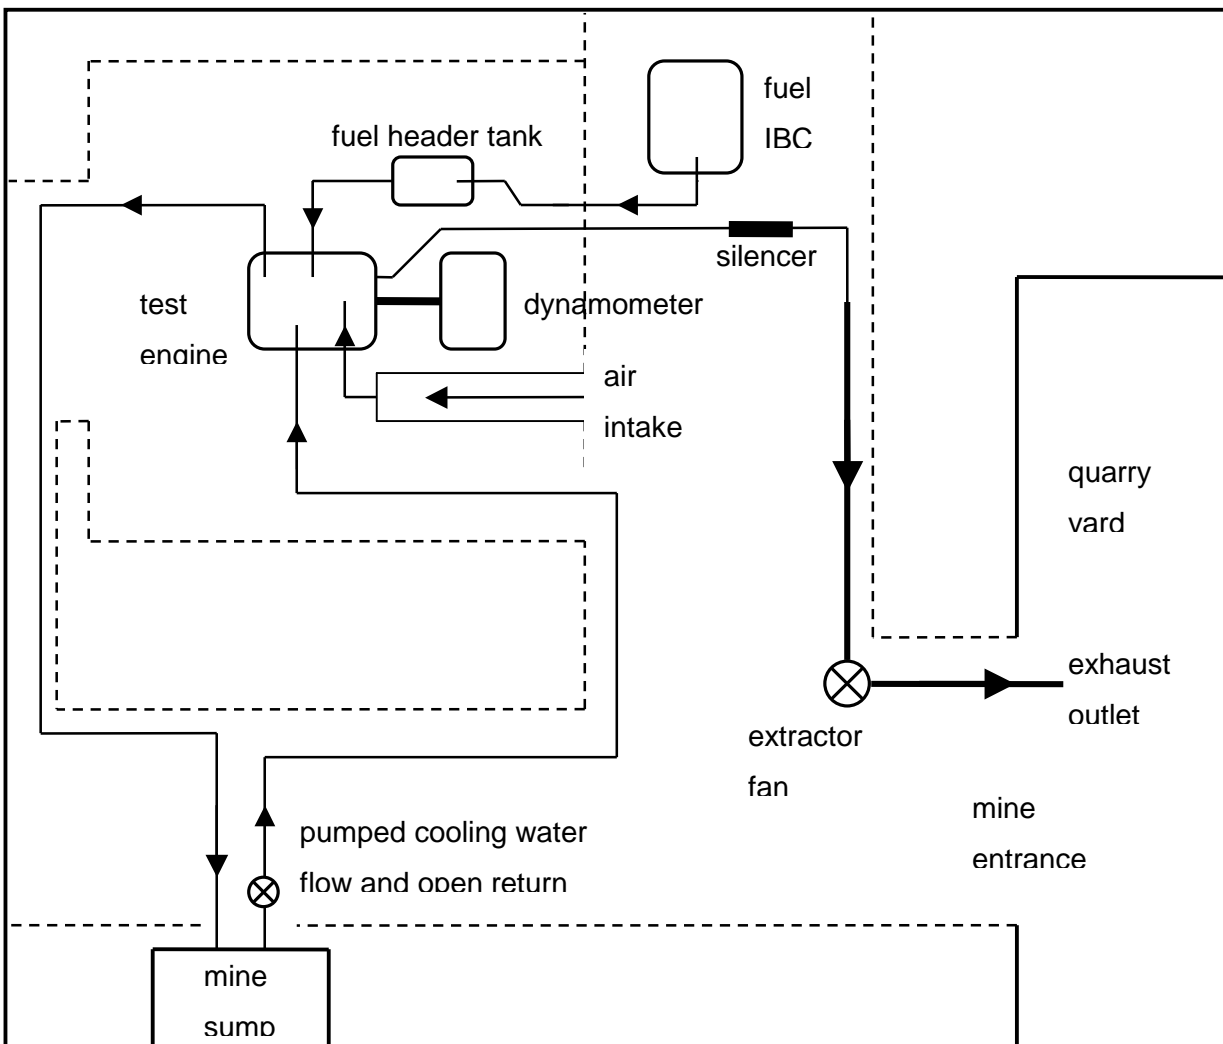 fuel
IBC
fuel header tank
silencer
test
engine
dynamometer
air
intake
quarry
yard
exhaust
outlet
extractor
fan
mine
entrance
pumped cooling water
flow and open return
mine
sump